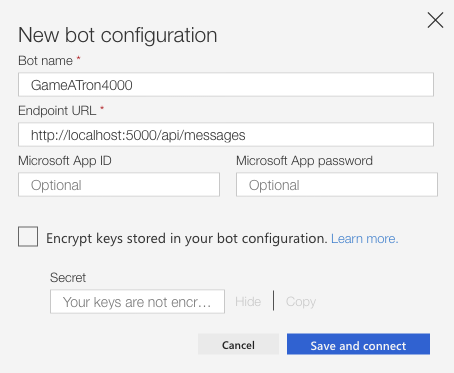 New bot configuration
Bot name *
GameATron4000
Endpoint URL *
http://localhost:5000/api/messages
Microsoft App ID Microsoft App password
Optional Optional
Encrypt keys stored in your bot configuration. Learn more.
Secret
Your keys are not encr... Hide Copy
Cancel Save and connect